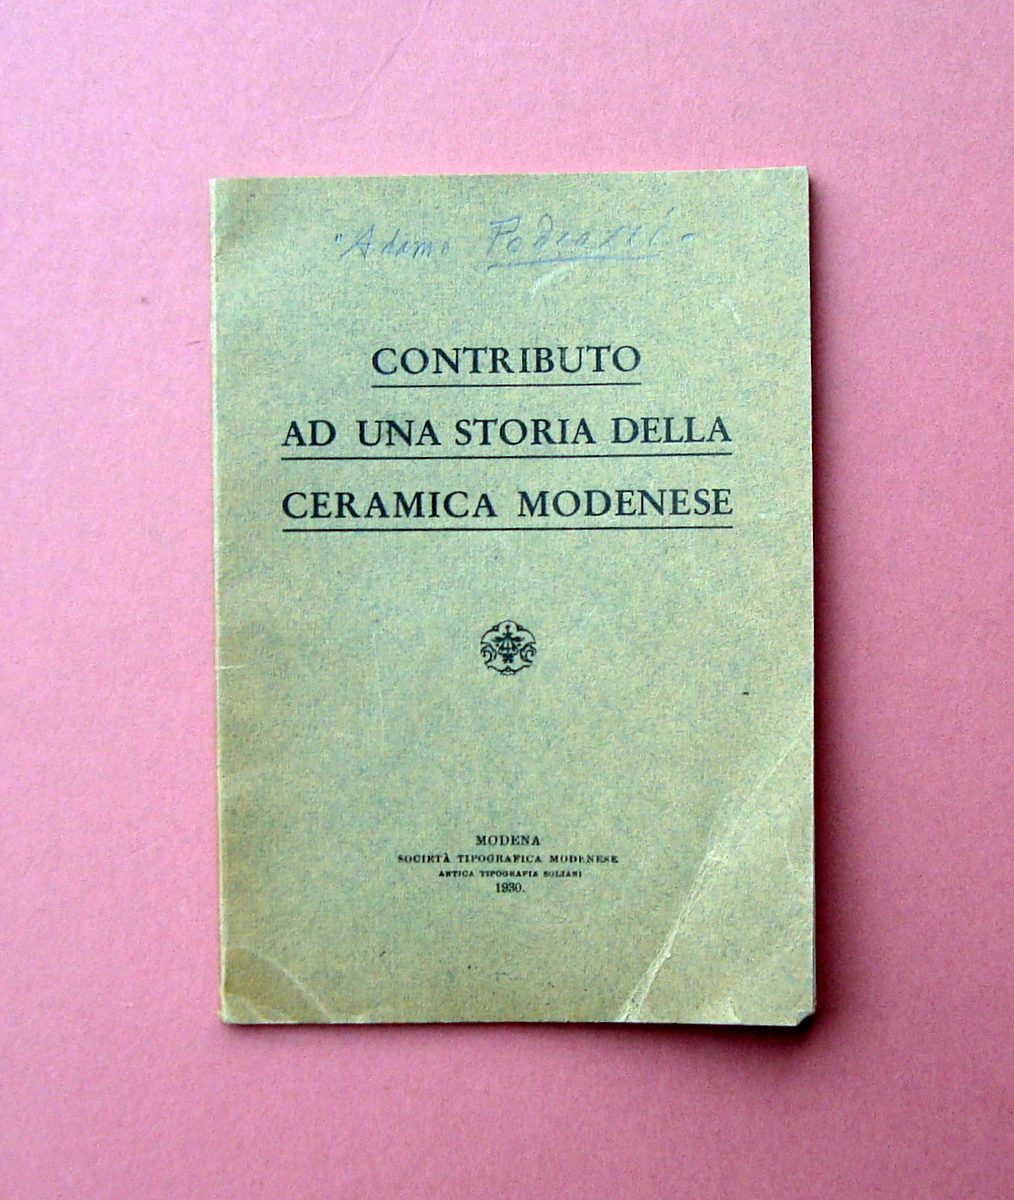 "Adamo Pedrazzi"
CONTRIBUTO
AD UNA STORIA DELLA
CERAMICA MODENESE
MODENA
SOCIETÀ TIPOGRAFICA MODENESE
ANTICA TIPOGRAFIA SOLIANI
1930.